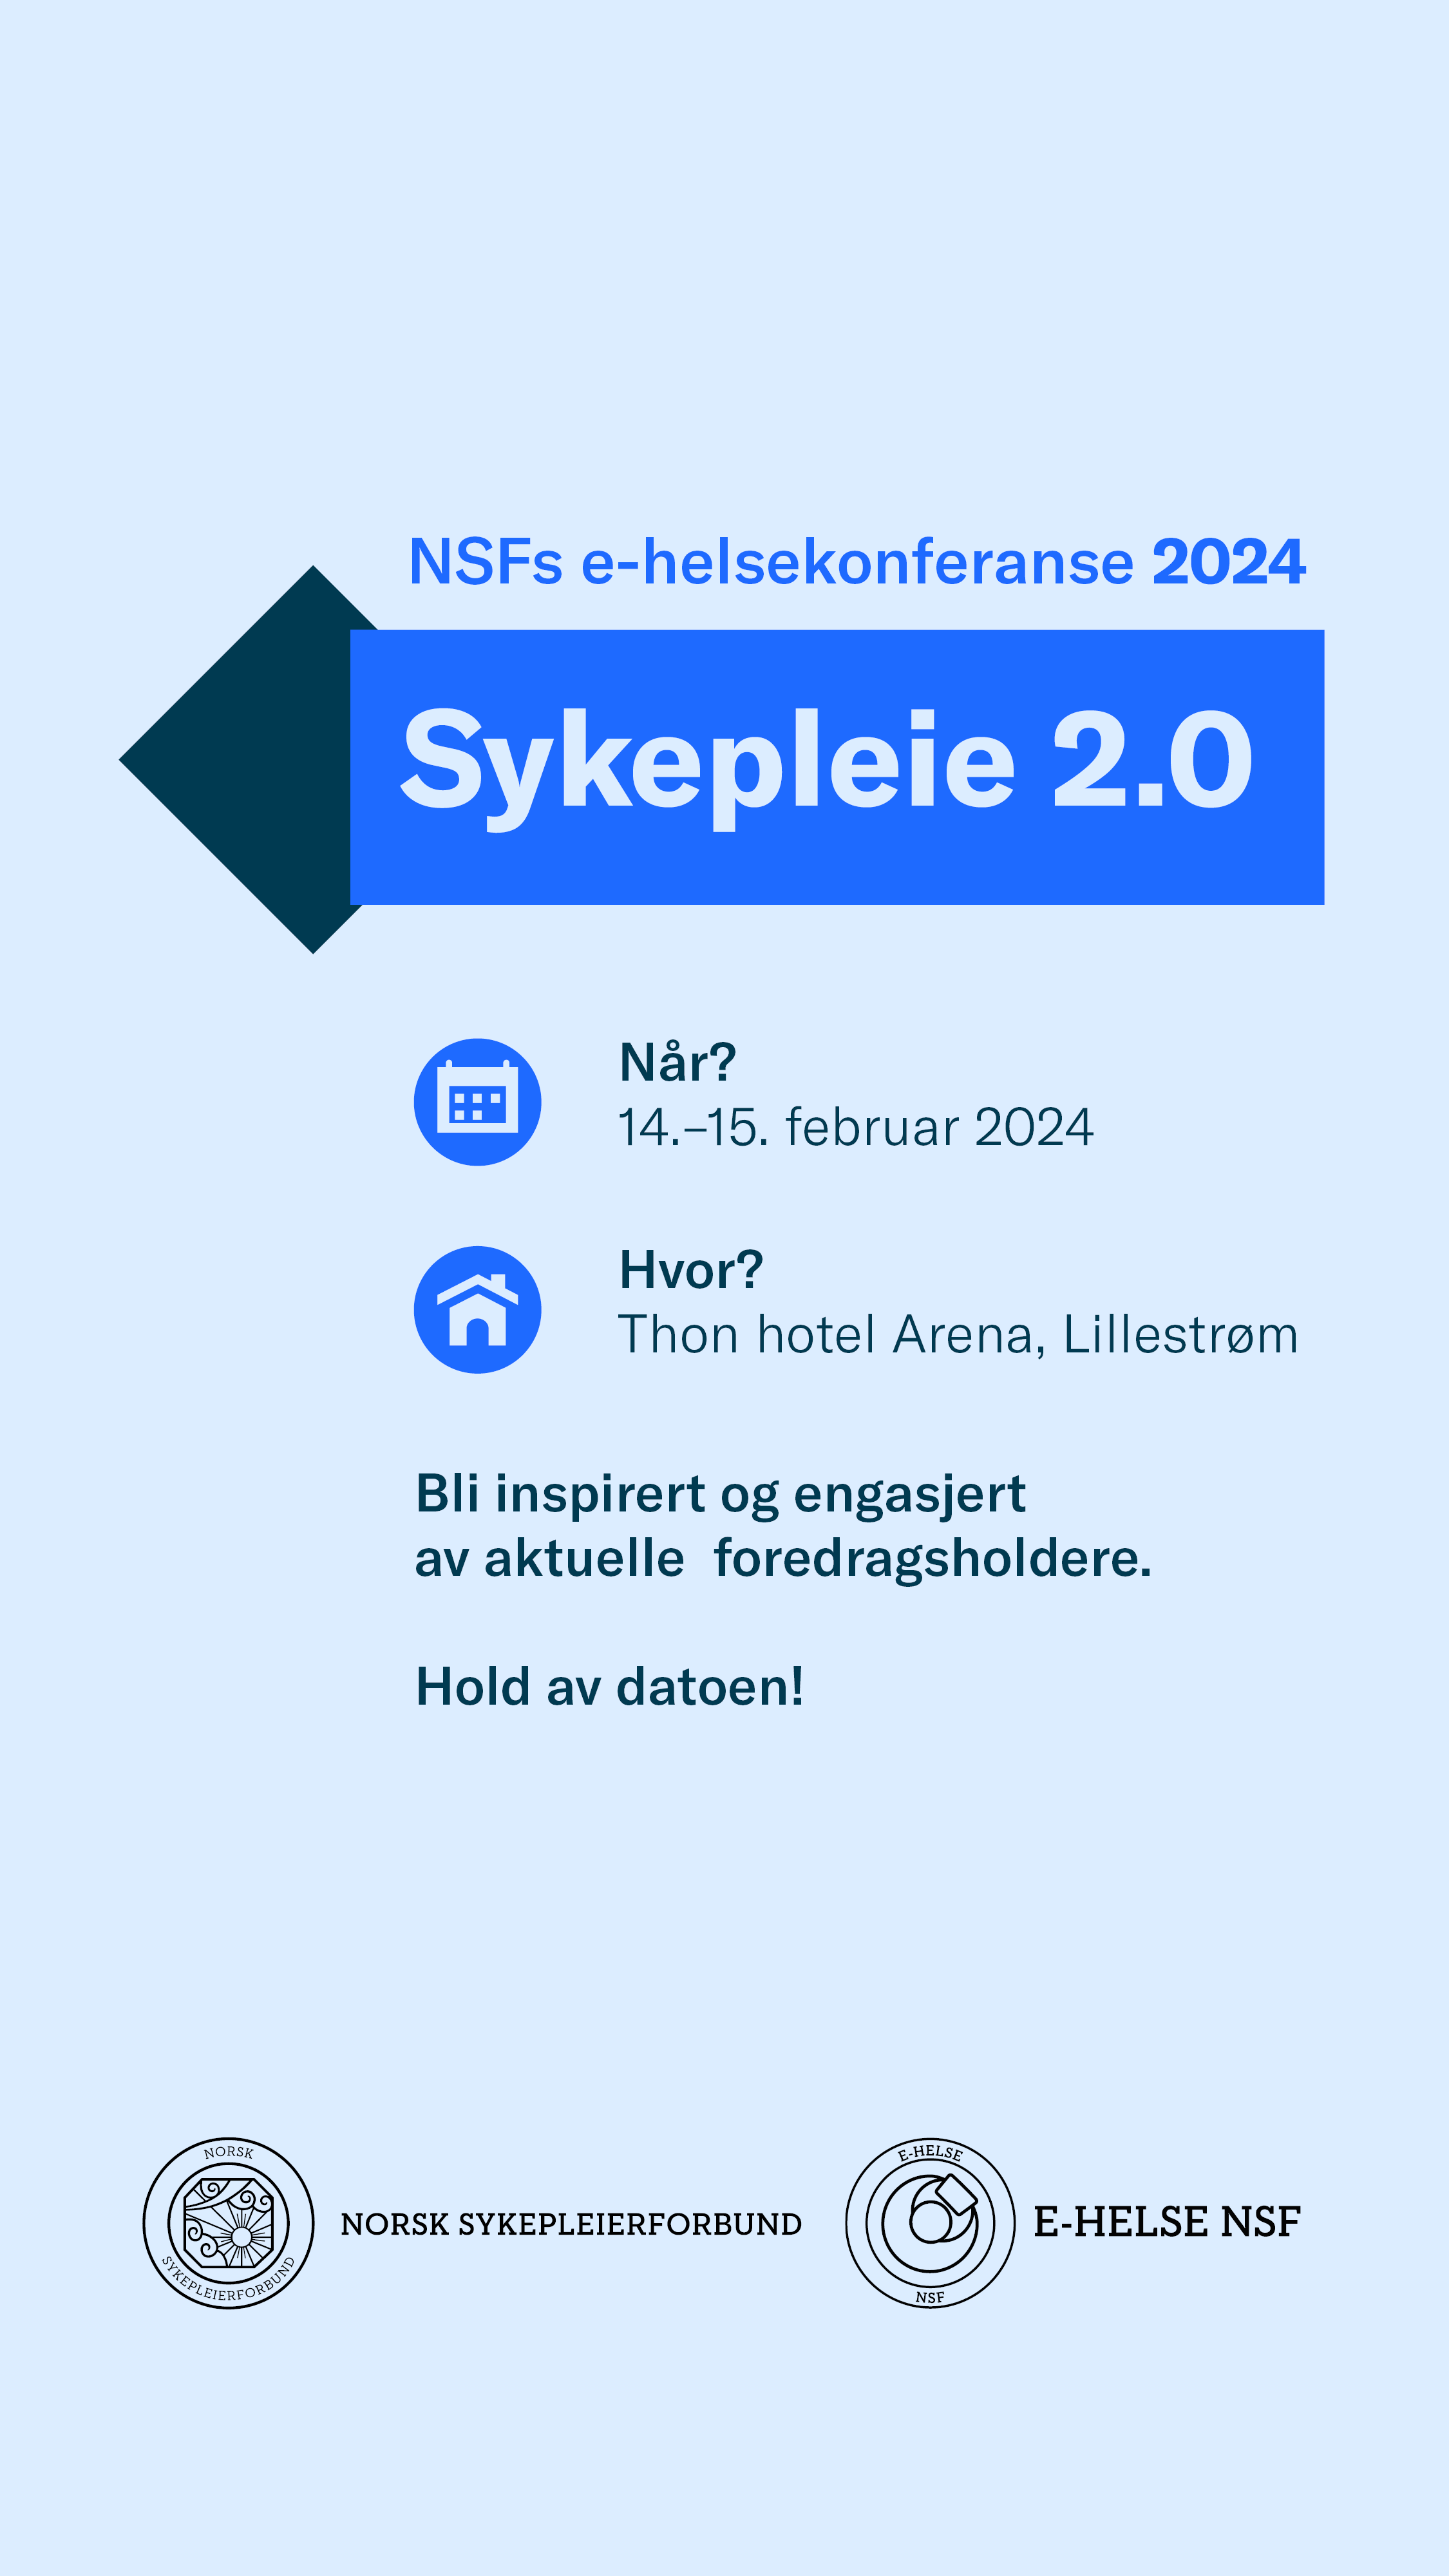 NSFs e-helsekonferanse 2024
Sykepleie 2.0
Når?
14.–15. februar 2024
Hvor?
Thon hotel Arena, Lillestrøm
Bli inspirert og engasjert
av aktuelle  foredragsholdere.
Hold av datoen!
NORSK
SYKEPLEIERFORBUND
NORSK SYKEPLEIERFORBUND
E-HELSE
NSF
E-HELSE NSF